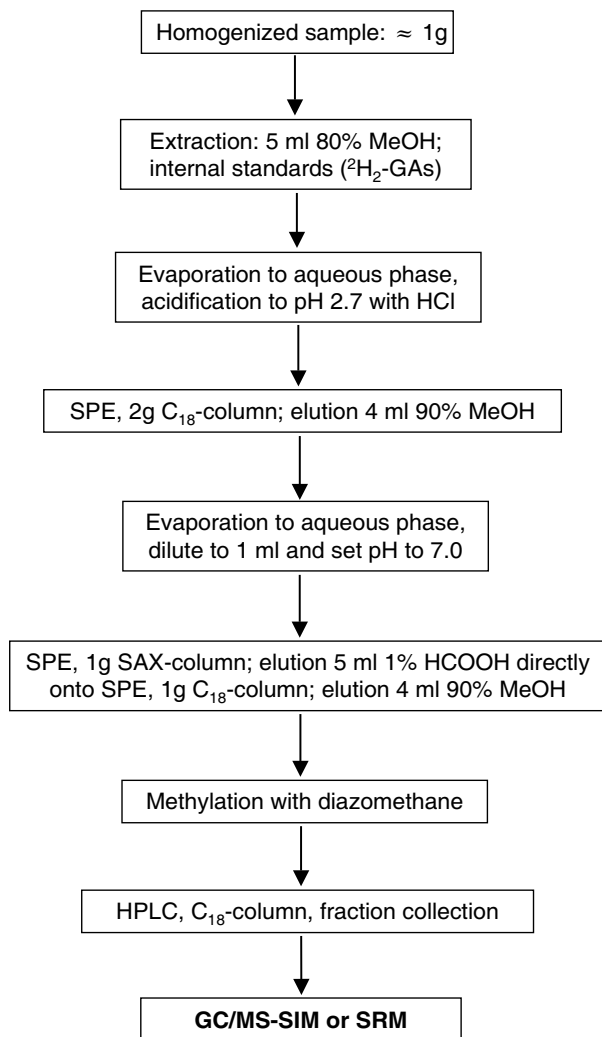 Homogenized sample: ≈ 1g
Extraction: 5 ml 80% MeOH;
internal standards (²H₂-GAs)
Evaporation to aqueous phase,
acidification to pH 2.7 with HCl
SPE, 2g C₁₈-column; elution 4 ml 90% MeOH
Evaporation to aqueous phase,
dilute to 1 ml and set pH to 7.0
SPE, 1g SAX-column; elution 5 ml 1% HCOOH directly
onto SPE, 1g C₁₈-column; elution 4 ml 90% MeOH
Methylation with diazomethane
HPLC, C₁₈-column, fraction collection
GC/MS-SIM or SRM